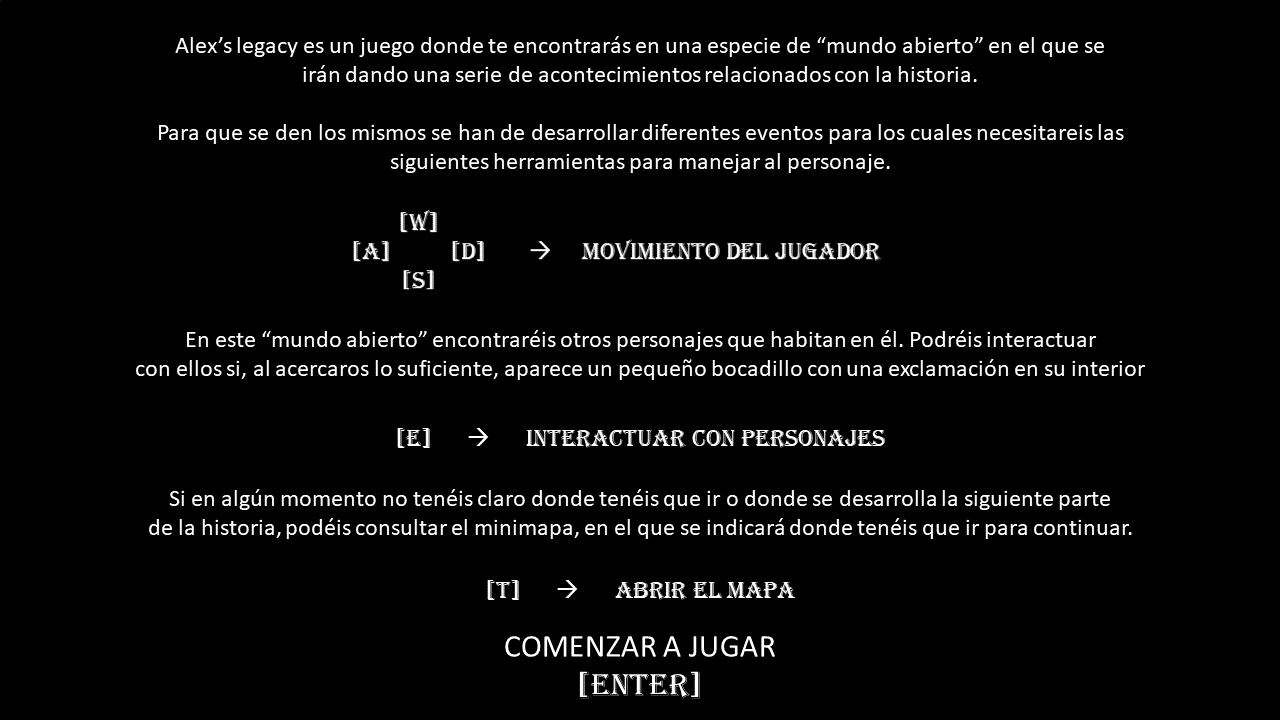 Alex’s legacy es un juego donde te encontrarás en una especie de “mundo abierto” en el que se
irán dando una serie de acontecimientos relacionados con la historia.
Para que se den los mismos se han de desarrollar diferentes eventos para los cuales necesitareis las
siguientes herramientas para manejar al personaje.
[W]
[A] [D] → MOVIMIENTO DEL JUGADOR
[S]
En este “mundo abierto” encontraréis otros personajes que habitan en él. Podréis interactuar
con ellos si, al acercaros lo suficiente, aparece un pequeño bocadillo con una exclamación en su interior
[E] → INTERACTUAR CON PERSONAJES
Si en algún momento no tenéis claro donde tenéis que ir o donde se desarrolla la siguiente parte
de la historia, podéis consultar el minimapa, en el que se indicará donde tenéis que ir para continuar.
[T] → ABRIR EL MAPA
COMENZAR A JUGAR
[ENTER]